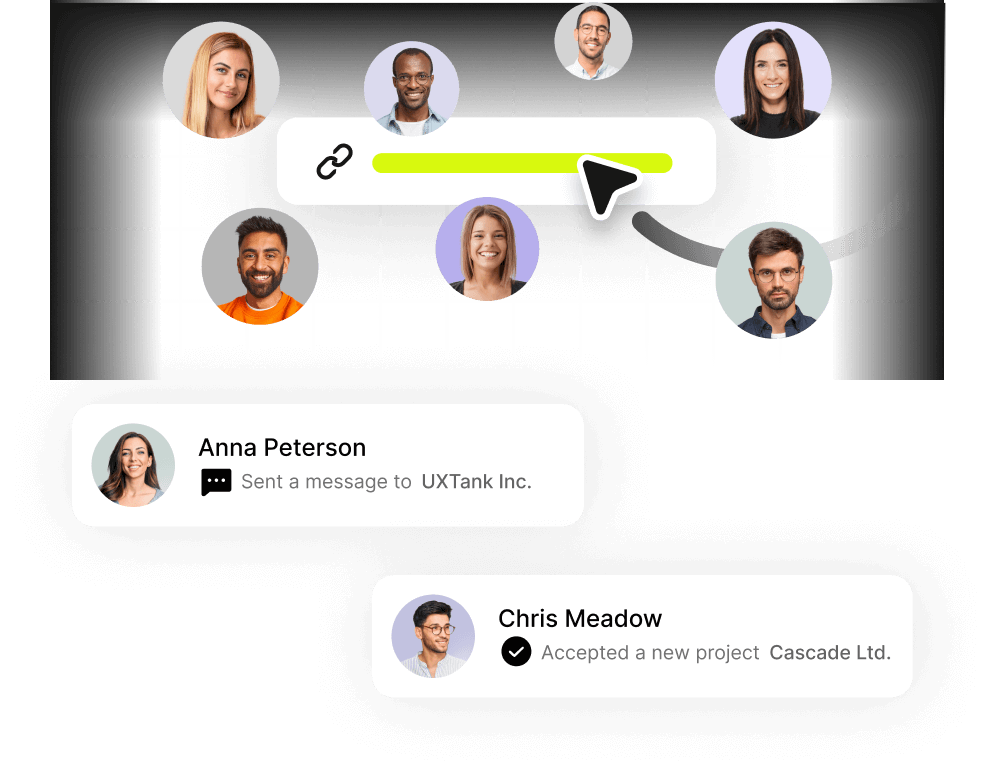 Anna Peterson
Sent a message to UXTank Inc.
Chris Meadow
Accepted a new project Cascade Ltd.